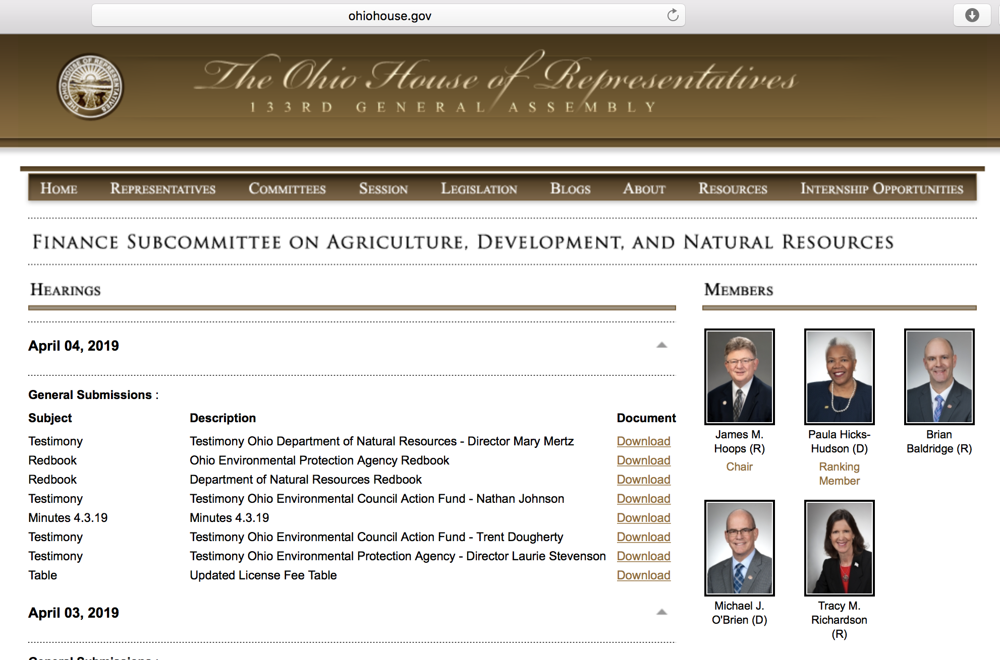 ohiohouse.gov
THE OHIO HOUSE OF REPRESENTATIVES
The Ohio House of Representatives
133RD GENERAL ASSEMBLY
HOME REPRESENTATIVES COMMITTEES SESSION LEGISLATION BLOGS ABOUT RESOURCES INTERNSHIP OPPORTUNITIES
FINANCE SUBCOMMITTEE ON AGRICULTURE, DEVELOPMENT, AND NATURAL RESOURCES
HEARINGS
April 04, 2019
General Submissions :
Subject Description Document
Testimony Testimony Ohio Department of Natural Resources - Director Mary Mertz Download
Redbook Ohio Environmental Protection Agency Redbook Download
Redbook Department of Natural Resources Redbook Download
Testimony Testimony Ohio Environmental Council Action Fund - Nathan Johnson Download
Minutes 4.3.19 Minutes 4.3.19 Download
Testimony Testimony Ohio Environmental Council Action Fund - Trent Dougherty Download
Testimony Testimony Ohio Environmental Protection Agency - Director Laurie Stevenson Download
Table Updated License Fee Table Download
April 03, 2019
General Submissions :
MEMBERS
James M.
Hoops (R)
Chair
Paula Hicks-
Hudson (D)
Ranking
Member
Brian
Baldridge (R)
Michael J.
O'Brien (D)
Tracy M.
Richardson
(R)